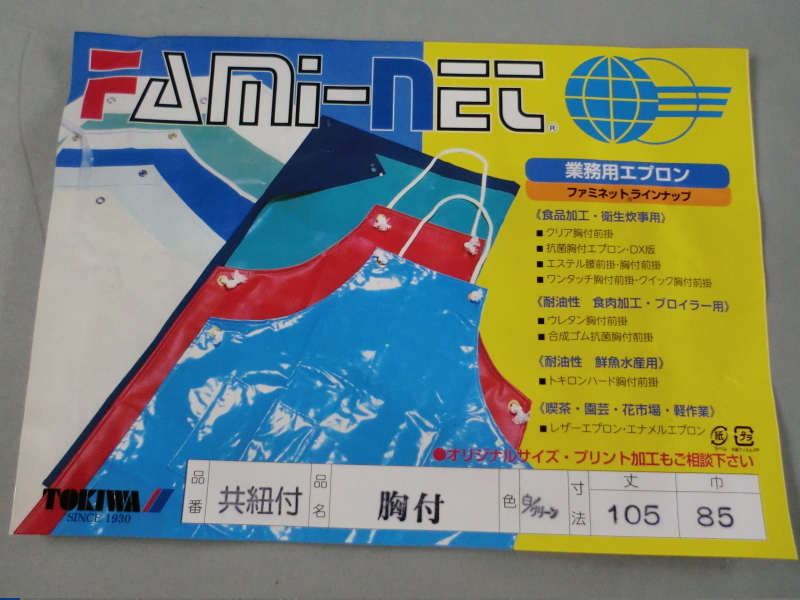 FAMI-NET®
業務用エプロン
ファミネット®ラインナップ
《食品加工・衛生炊事用》
■クリア胸付前掛
■抗菌胸付エプロン・DX版
■エステル腰前掛・胸付前掛
■ワンタッチ胸付前掛・クイック胸付前掛
《耐油性 食肉加工・ブロイラー用》
■ウレタン胸付前掛
■合成ゴム抗菌胸付前掛
《耐油性 鮮魚水産用》
■トキロンハード胸付前掛
《喫茶・園芸・花市場・軽作業》
■レザーエプロン・エナメルエプロン
紙 プラ
●オリジナルサイズ・プリント加工もご相談下さい
TOKIWA
SINCE 1930
品番 共紐付 品名 胸付 色 白/グリーン 寸法 丈 105 巾 85